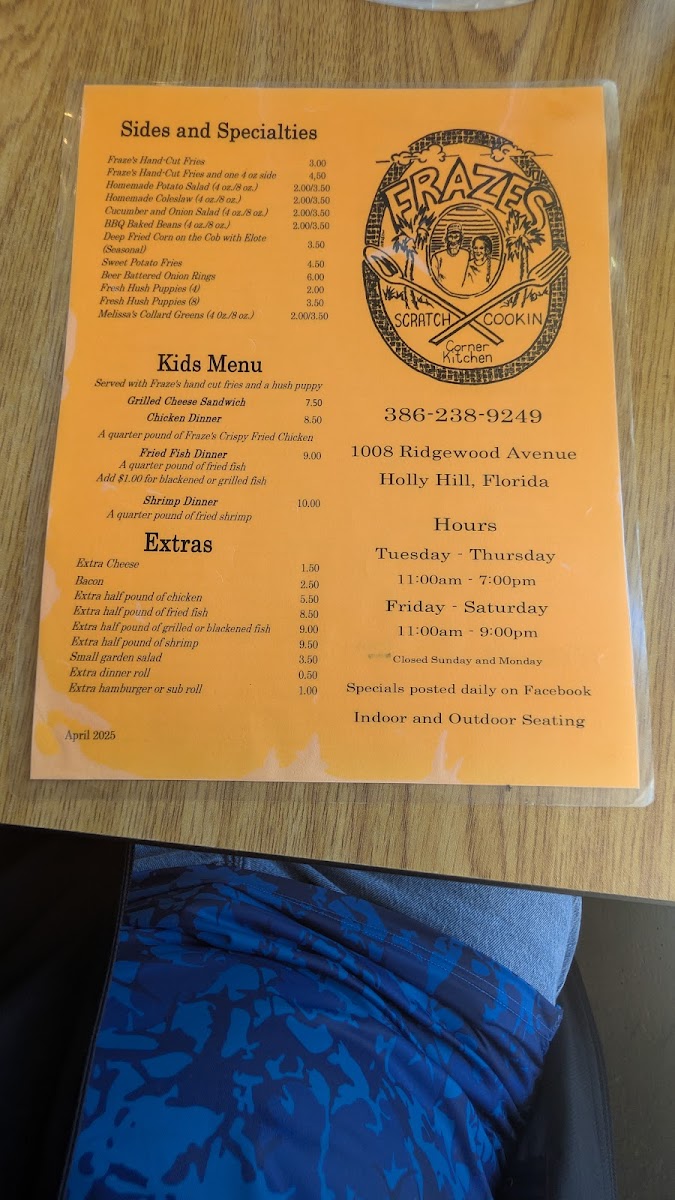 Sides and Specialties
Fraze's Hand-Cut Fries 3.00
Fraze's Hand-Cut Fries and one 4 oz side 4,50
Homemade Potato Salad (4 oz./8 oz.) 2.00/3.50
Homemade Coleslaw (4 oz./8 oz.) 2.00/3.50
Cucumber and Onion Salad (4 oz./8 oz.) 2.00/3.50
BBQ Baked Beans (4 oz./8 oz.) 2.00/3.50
Deep Fried Corn on the Cob with Elote
(Seasonal) 3.50
Sweet Potato Fries 4.50
Beer Battered Onion Rings 6.00
Fresh Hush Puppies (4) 2.00
Fresh Hush Puppies (8) 3.50
Melissa's Collard Greens (4 0z./8 oz.) 2.00/3.50
Kids Menu
Served with Fraze's hand cut fries and a hush puppy
Grilled Cheese Sandwich 7.50
Chicken Dinner 8.50
A quarter pound of Fraze's Crispy Fried Chicken
Fried Fish Dinner 9.00
A quarter pound of fried fish
Add $1.00 for blackened or grilled fish
Shrimp Dinner 10.00
A quarter pound of fried shrimp
Extras
Extra Cheese 1.50
Bacon 2.50
Extra half pound of chicken 5.50
Extra half pound of fried fish 8.50
Extra half pound of grilled or blackened fish 9.00
Extra half pound of shrimp 9.50
Small garden salad 3.50
Extra dinner roll 0.50
Extra hamburger or sub roll 1.00
April 2025
FRAZES
SCRATCH COOKIN
Corner
Kitchen
386-238-9249
1008 Ridgewood Avenue
Holly Hill, Florida
Hours
Tuesday - Thursday
11:00am - 7:00pm
Friday - Saturday
11:00am - 9:00pm
Closed Sunday and Monday
Specials posted daily on Facebook
Indoor and Outdoor Seating